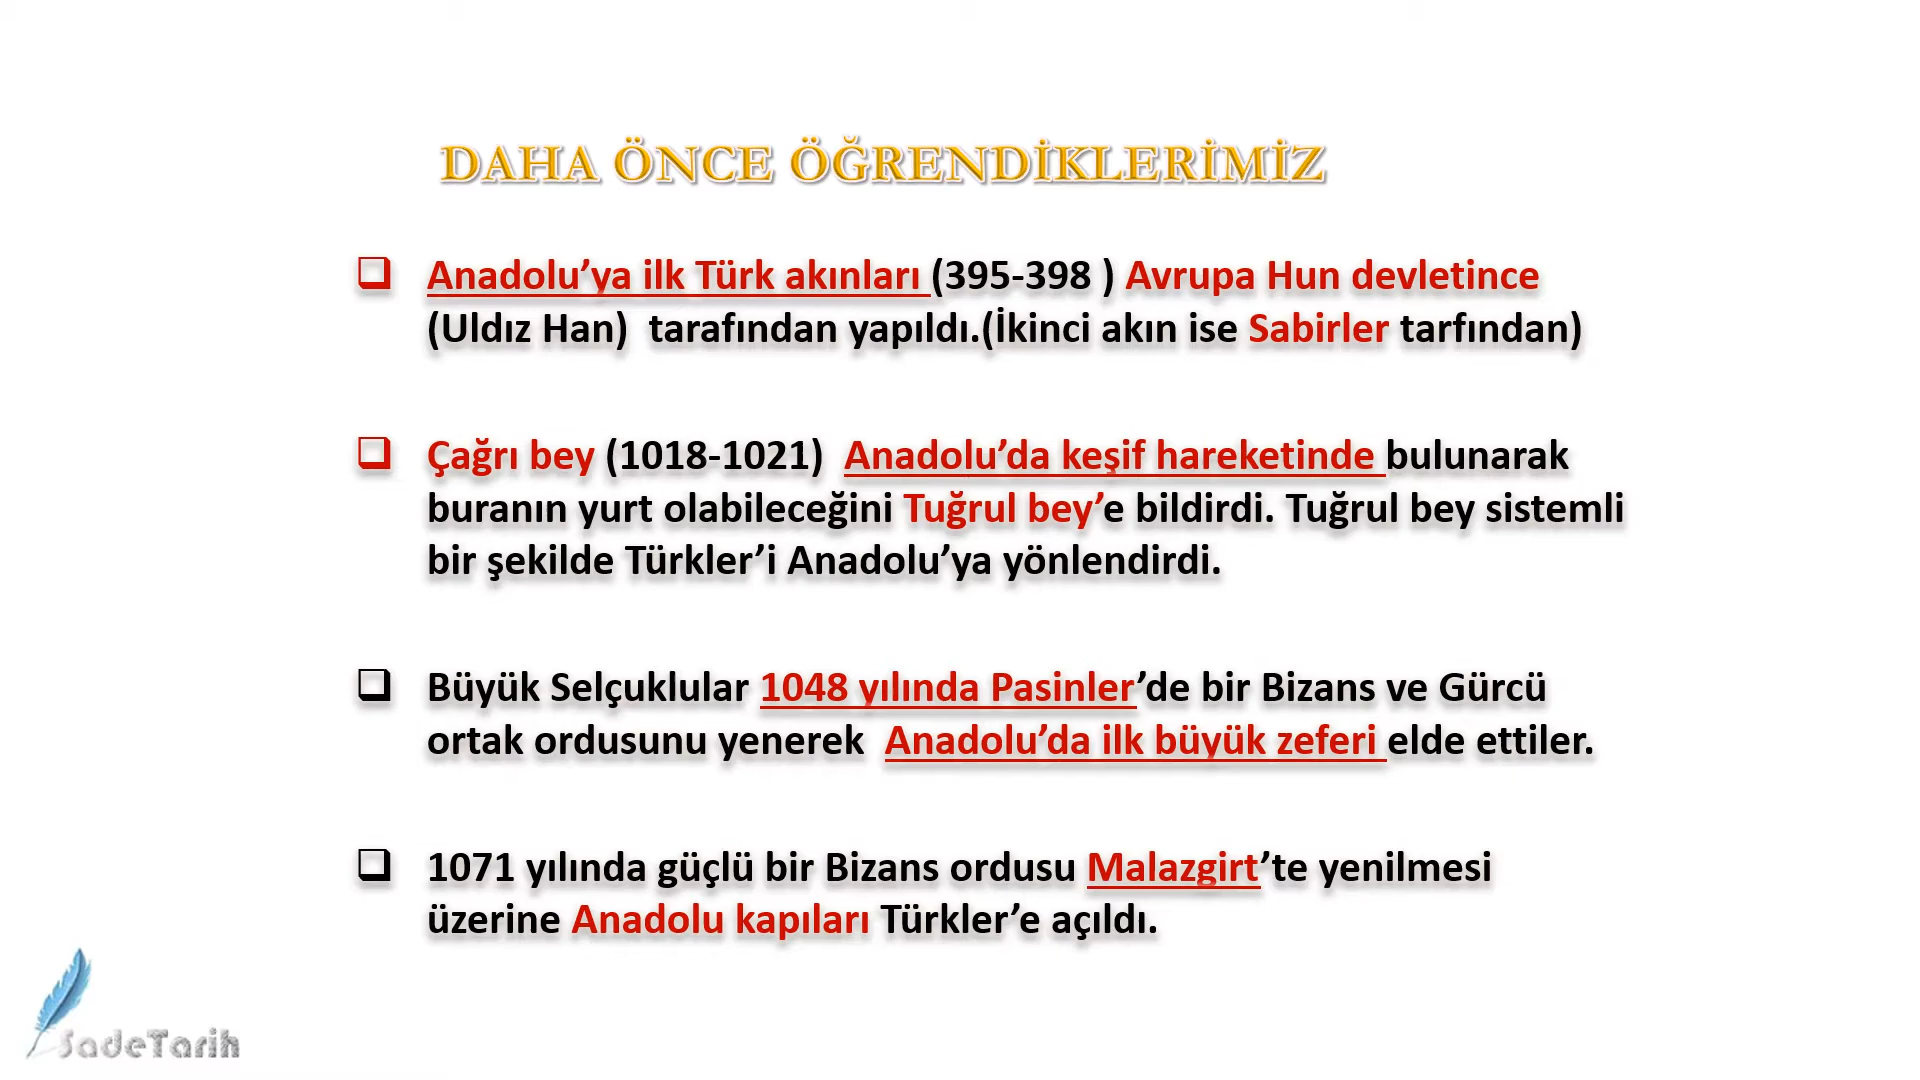 DAHA ÖNCE ÖĞRENDİKLERİMİZ
Anadolu’ya ilk Türk akınları (395-398 ) Avrupa Hun devletince
(Uldız Han) tarafından yapıldı.(İkinci akın ise Sabirler tarfından)
Çağrı bey (1018-1021) Anadolu’da keşif hareketinde bulunarak
buranın yurt olabileceğini Tuğrul bey’e bildirdi. Tuğrul bey sistemli
bir şekilde Türkler’i Anadolu’ya yönlendirdi.
Büyük Selçuklular 1048 yılında Pasinler’de bir Bizans ve Gürcü
ortak ordusunu yenerek Anadolu’da ilk büyük zeferi elde ettiler.
1071 yılında güçlü bir Bizans ordusu Malazgirt’te yenilmesi
üzerine Anadolu kapıları Türkler’e açıldı.
SadeTarih